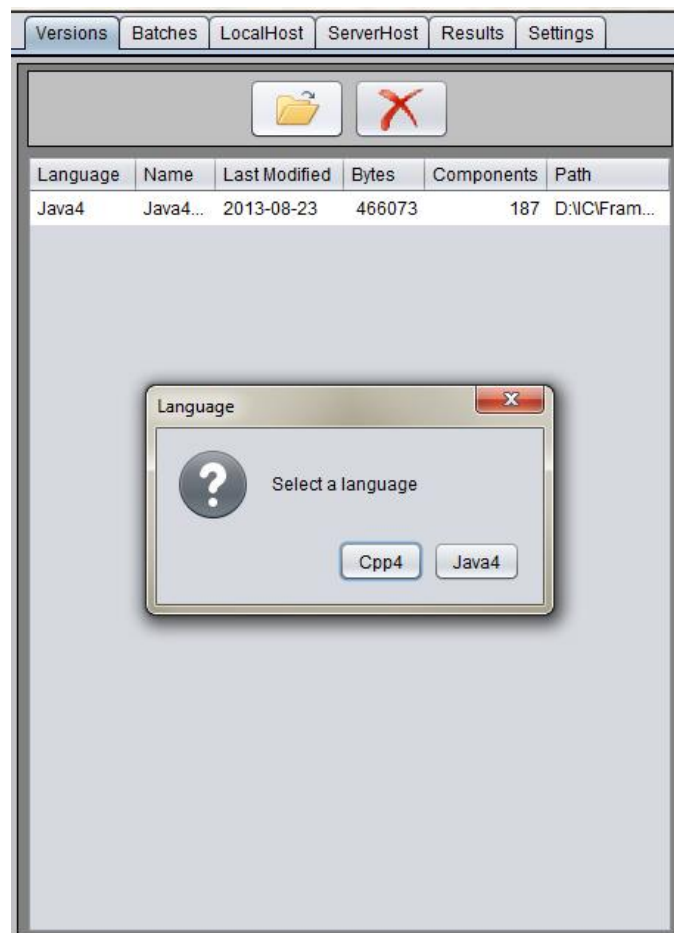 Versions Batches LocalHost ServerHost Results Settings
Language Name Last Modified Bytes Components Path
Java4 Java4... 2013-08-23 466073 187 D:\IC\Fram...
Language
Select a language
Cpp4 Java4